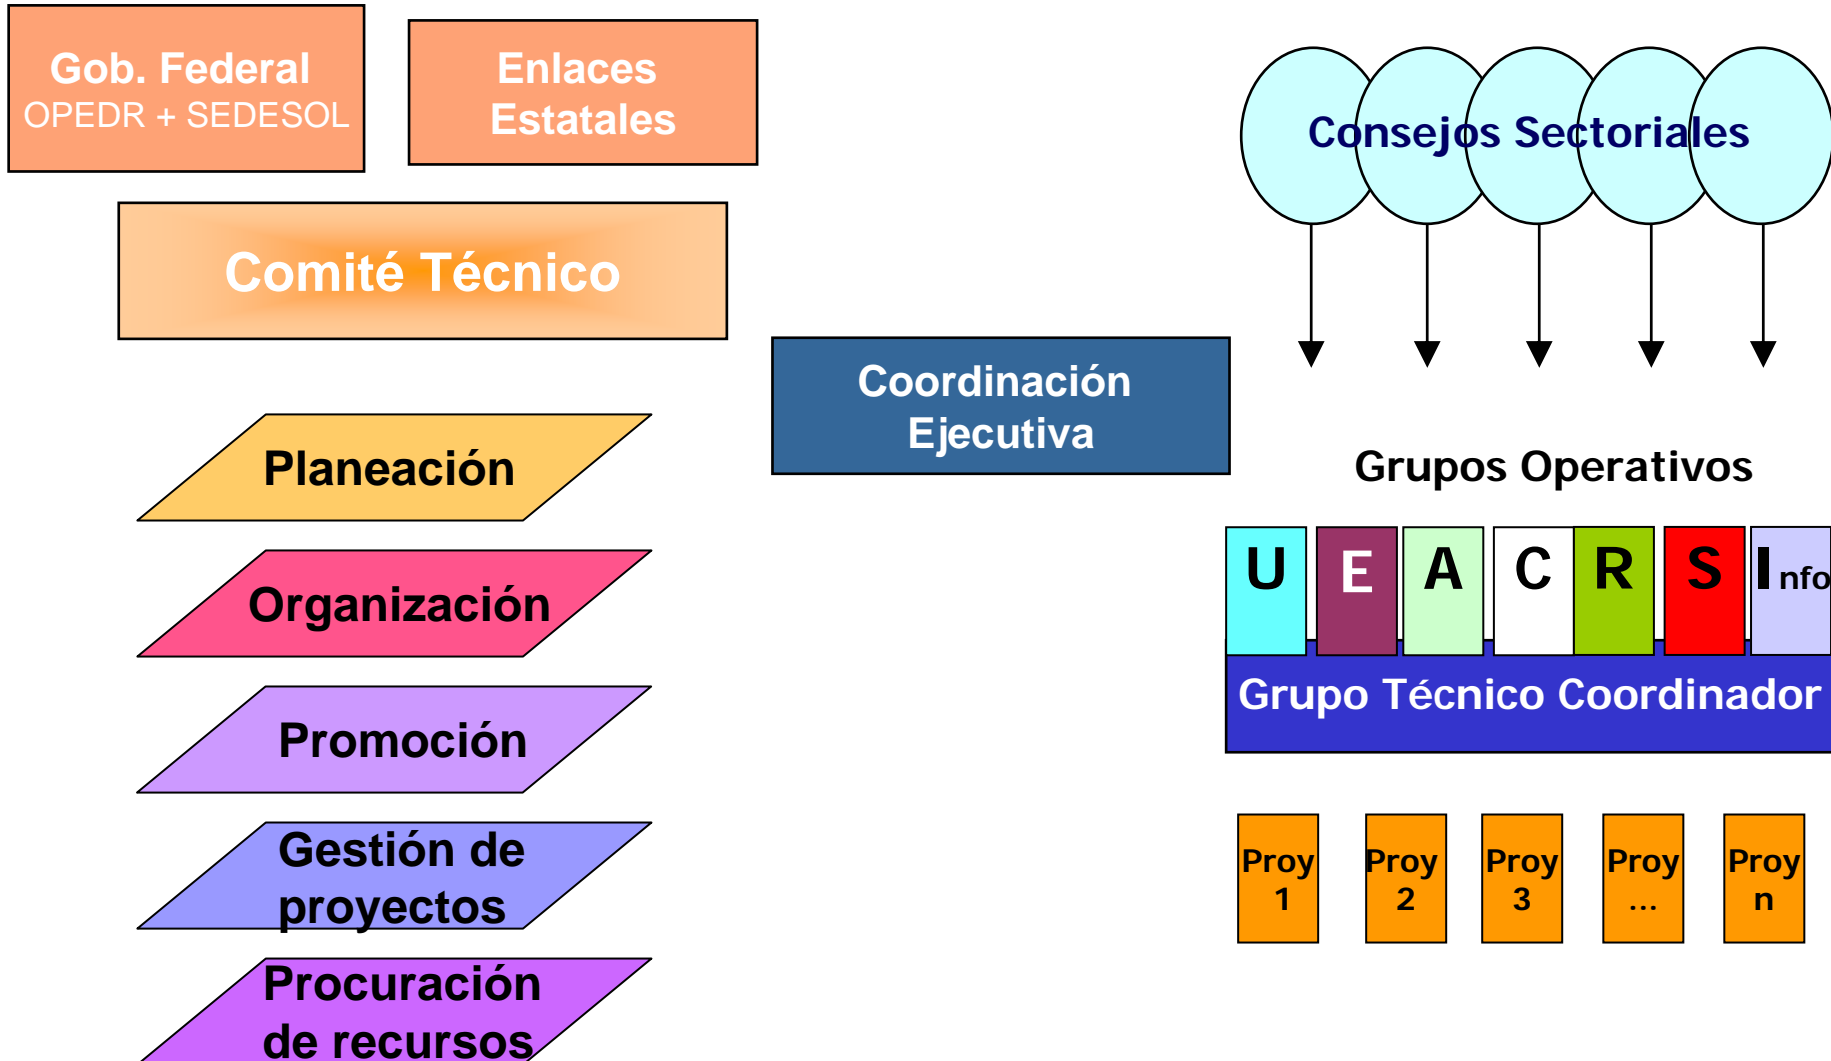 Gob. Federal
OPEDR + SEDESOL
Enlaces
Estatales
Comité Técnico
Planeación
Organización
Promoción
Gestión de
proyectos
Procuración
de recursos
Coordinación
Ejecutiva
Consejos Sectoriales
Grupos Operativos
U E A C R S Info
Grupo Técnico Coordinador
Proy
1
Proy
2
Proy
3
Proy
...
Proy
n